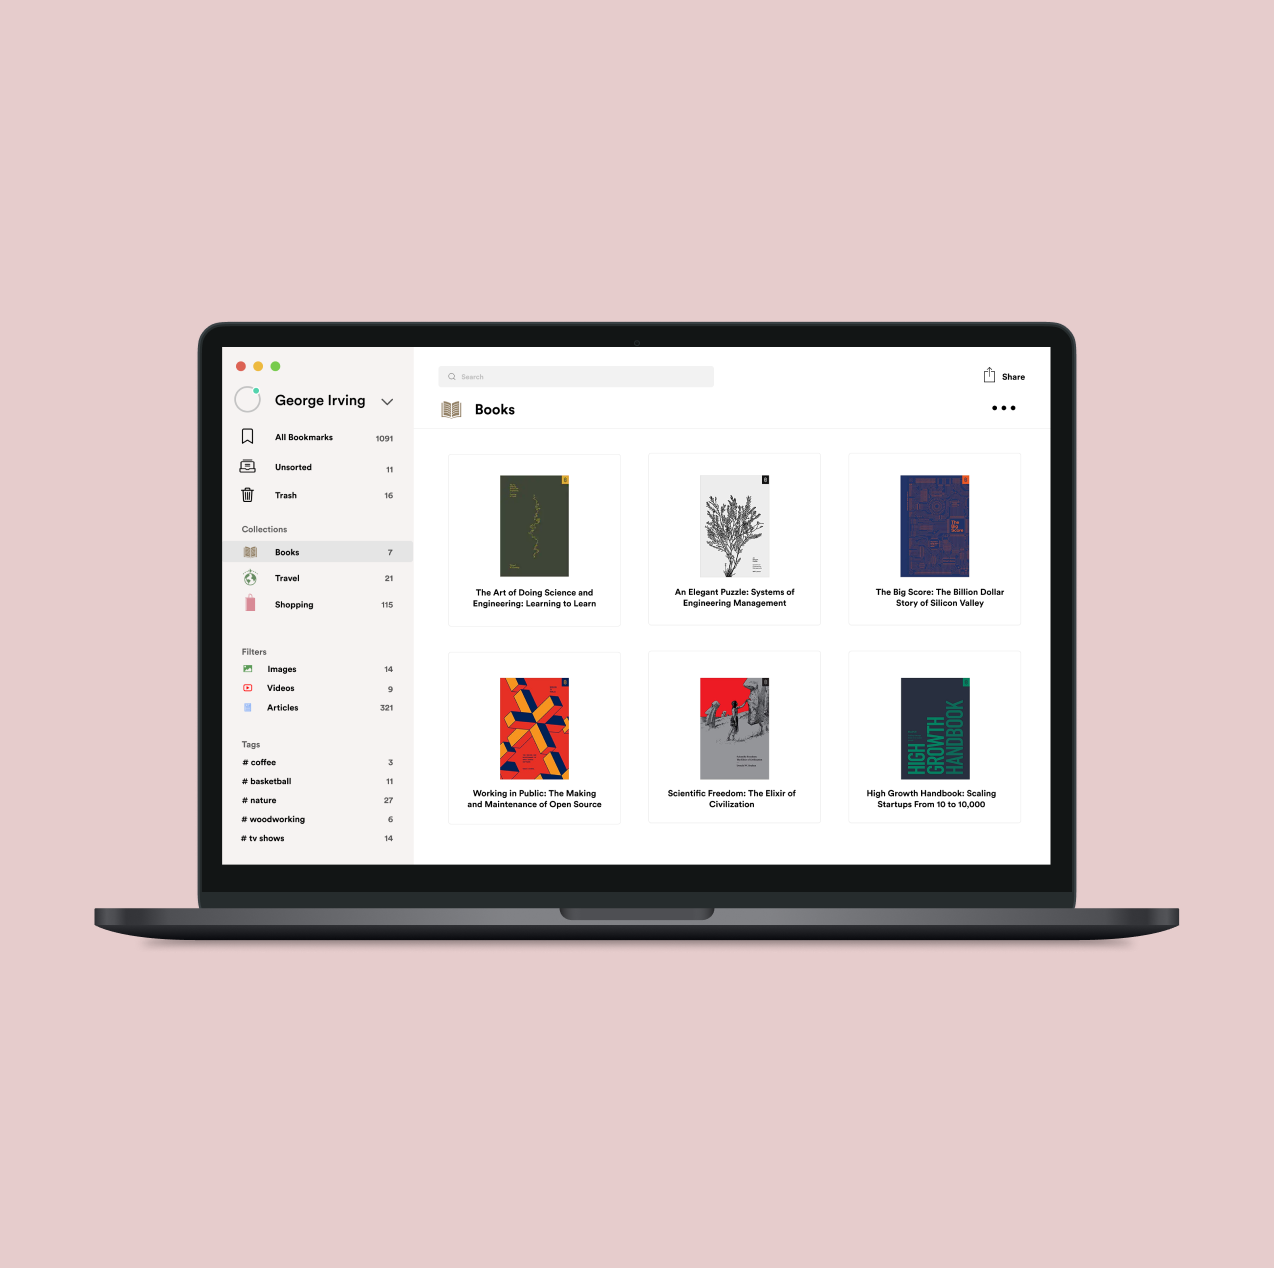 George Irving
All Bookmarks 1091
Unsorted 11
Trash 16
Collections
Books 7
Travel 21
Shopping 115
Filters
Images 14
Videos 9
Articles 321
Tags
# coffee 3
# basketball 11
# nature 27
# woodworking 6
# tv shows 14
Search
Share
Books
The Art of Doing Science and
Engineering: Learning to Learn
An Elegant Puzzle: Systems of
Engineering Management
The
Big
Score
The Big Score: The Billion Dollar
Story of Silicon Valley
Working in Public: The Making
and Maintenance of Open Source
Scientific Freedom: The Elixir of
Civilization
HIGH
GROWTH
HANDBOOK
High Growth Handbook: Scaling
Startups From 10 to 10,000